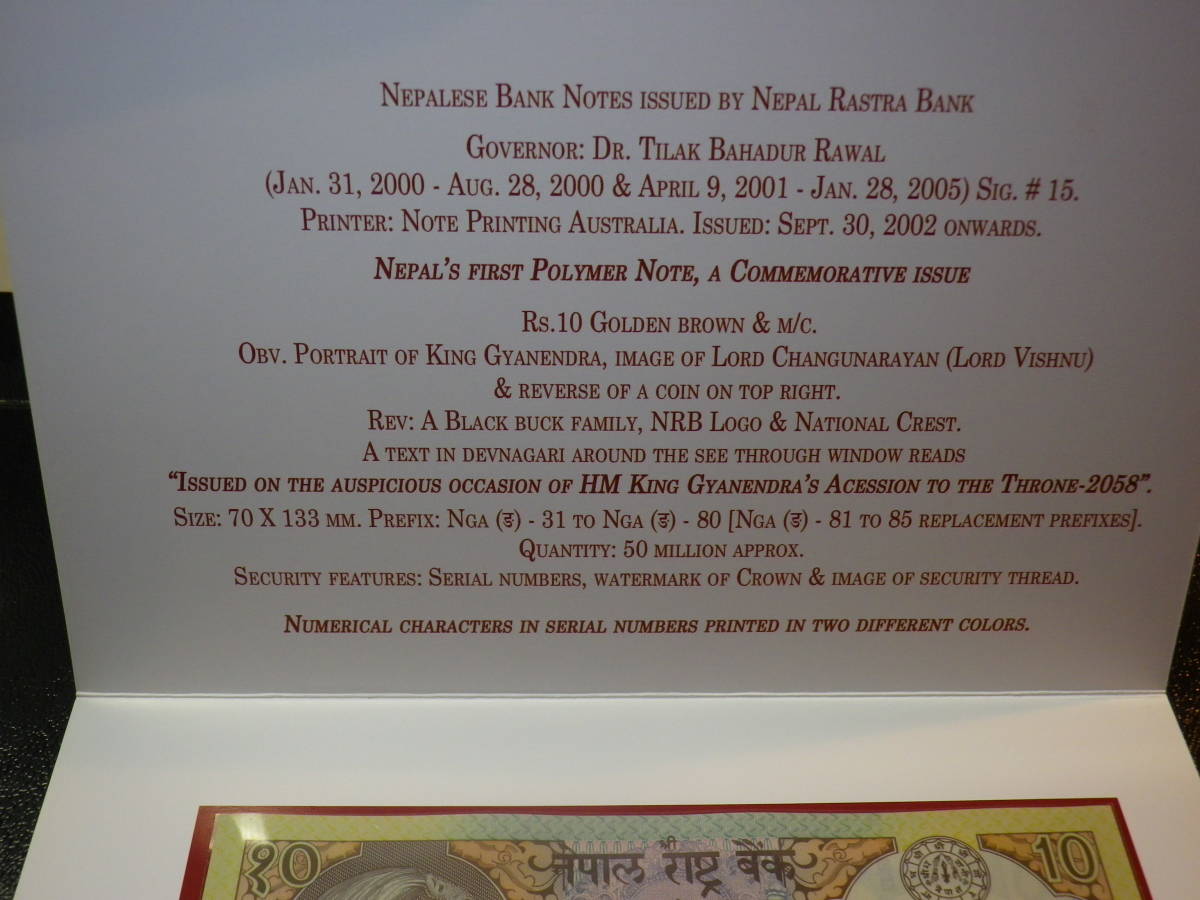 NEPALESE BANK NOTES ISSUED BY NEPAL RASTRA BANK
GOVERNOR: DR. TILAK BAHADUR RAWAL
(JAN. 31, 2000 - AUG. 28, 2000 & APRIL 9, 2001 - JAN. 28, 2005) SIG. # 15.
PRINTER: NOTE PRINTING AUSTRALIA. ISSUED: SEPT. 30, 2002 ONWARDS.
NEPAL'S FIRST POLYMER NOTE, A COMMEMORATIVE ISSUE
RS.10 GOLDEN BROWN & M/C.
OBV. PORTRAIT OF KING GYANENDRA, IMAGE OF LORD CHANGUNARAYAN (LORD VISHNU)
& REVERSE OF A COIN ON TOP RIGHT.
REV: A BLACK BUCK FAMILY, NRB LOGO & NATIONAL CREST.
A TEXT IN DEVNAGARI AROUND THE SEE THROUGH WINDOW READS
“ISSUED ON THE AUSPICIOUS OCCASION OF HM KING GYANENDRA'S ACESSION TO THE THRONE-2058”.
SIZE: 70 X 133 MM. PREFIX: NGA (ङ) - 31 TO NGA (ङ) - 80 [NGA (ङ) - 81 TO 85 REPLACEMENT PREFIXES].
QUANTITY: 50 MILLION APPROX.
SECURITY FEATURES: SERIAL NUMBERS, WATERMARK OF CROWN & IMAGE OF SECURITY THREAD.
NUMERICAL CHARACTERS IN SERIAL NUMBERS PRINTED IN TWO DIFFERENT COLORS.
श्री
१० नेपाल राष्ट्र बैंक 10